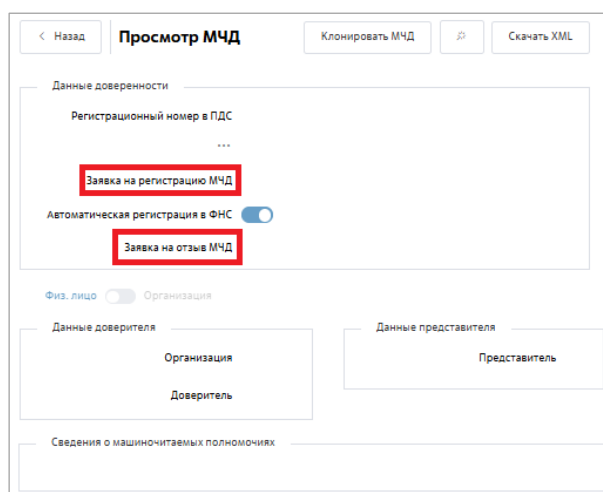 < Назад Просмотр МЧД Клонировать МЧД Скачать XML
Данные доверенности
Регистрационный номер в ПДС
...
Заявка на регистрацию МЧД
Автоматическая регистрация в ФНС
Заявка на отзыв МЧД
Физ. лицо Организация
Данные доверителя Данные представителя
Организация Представитель
Доверитель
Сведения о машиночитаемых полномочиях